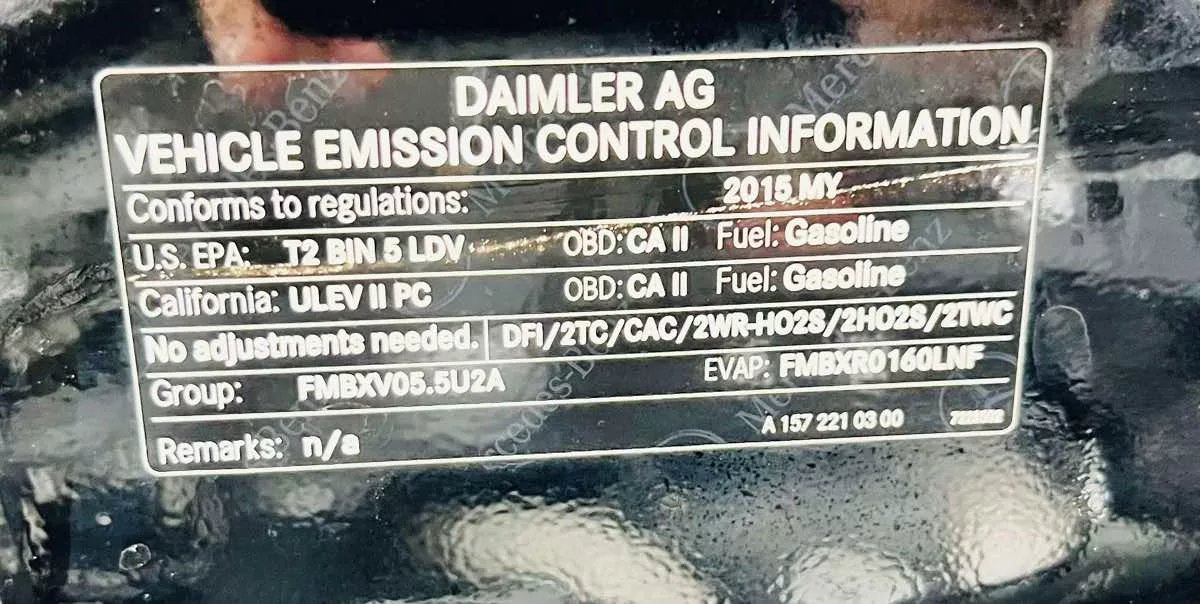 DAIMLER AG
VEHICLE EMISSION CONTROL INFORMATION
Conforms to regulations: 2015 MY
U.S. EPA: T2 BIN 5 LDV OBD: CA II Fuel: Gasoline
California: ULEV II PC OBD: CA II Fuel: Gasoline
No adjustments needed. DFI/2TC/CAC/2WR-HO2S/2HO2S/2TWC
Group: FMBXV05.5U2A EVAP: FMBXR0160LNF
Remarks: n/a A 157 221 03 00